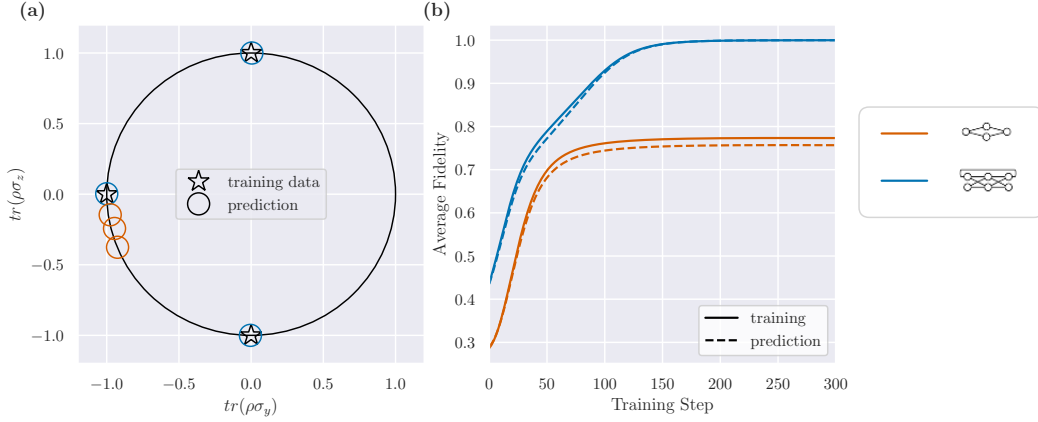 (a)
1.0
0.5
0.0
−0.5
−1.0
tr(ρσz)
−1.0 −0.5 0.0 0.5 1.0
tr(ρσy)
training data
prediction
(b)
1.0
0.9
0.8
0.7
0.6
0.5
0.4
0.3
Average Fidelity
0 50 100 150 200 250 300
Training Step
training
prediction